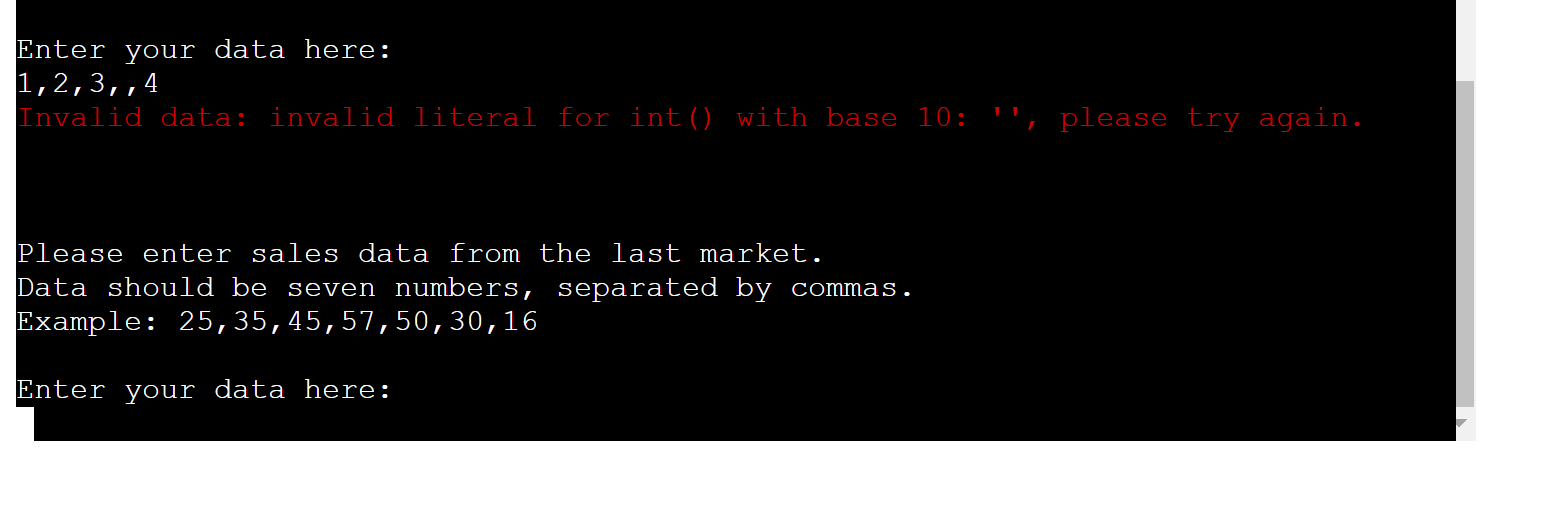 Enter your data here:
1,2,3,,4
Invalid data: invalid literal for int() with base 10: '', please try again.
Please enter sales data from the last market.
Data should be seven numbers, separated by commas.
Example: 25,35,45,57,50,30,16
Enter your data here: